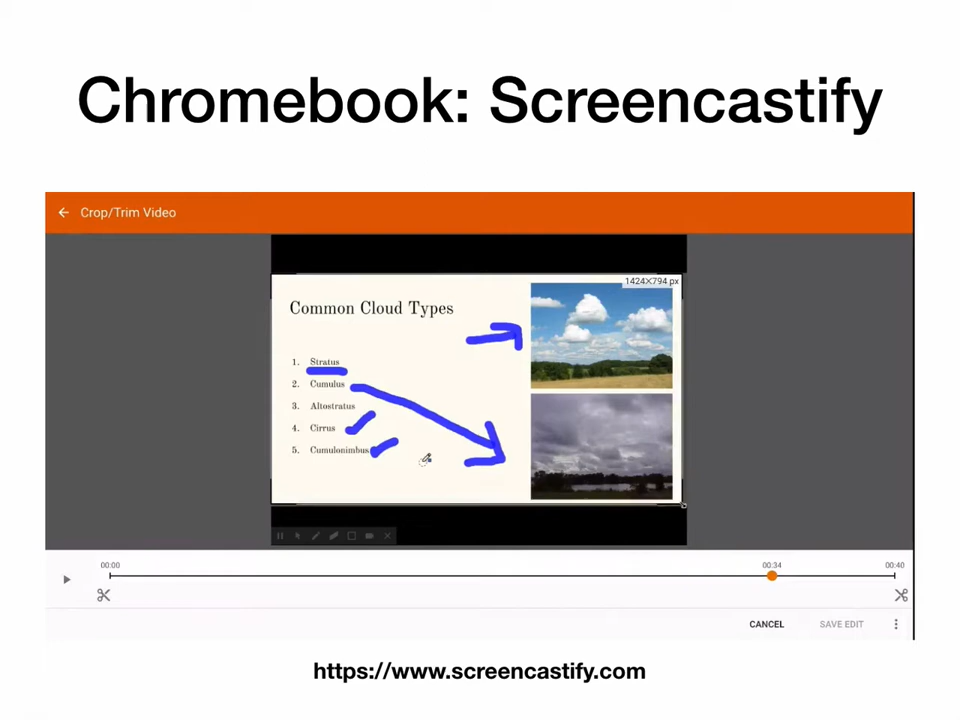 Chromebook: Screencastify
Crop/Trim Video
1424✕794 px
Common Cloud Types
1. Stratus
2. Cumulus
3. Altostratus
4. Cirrus
5. Cumulonimbus
00:00
00:34
00:40
CANCEL
SAVE EDIT
https://www.screencastify.com